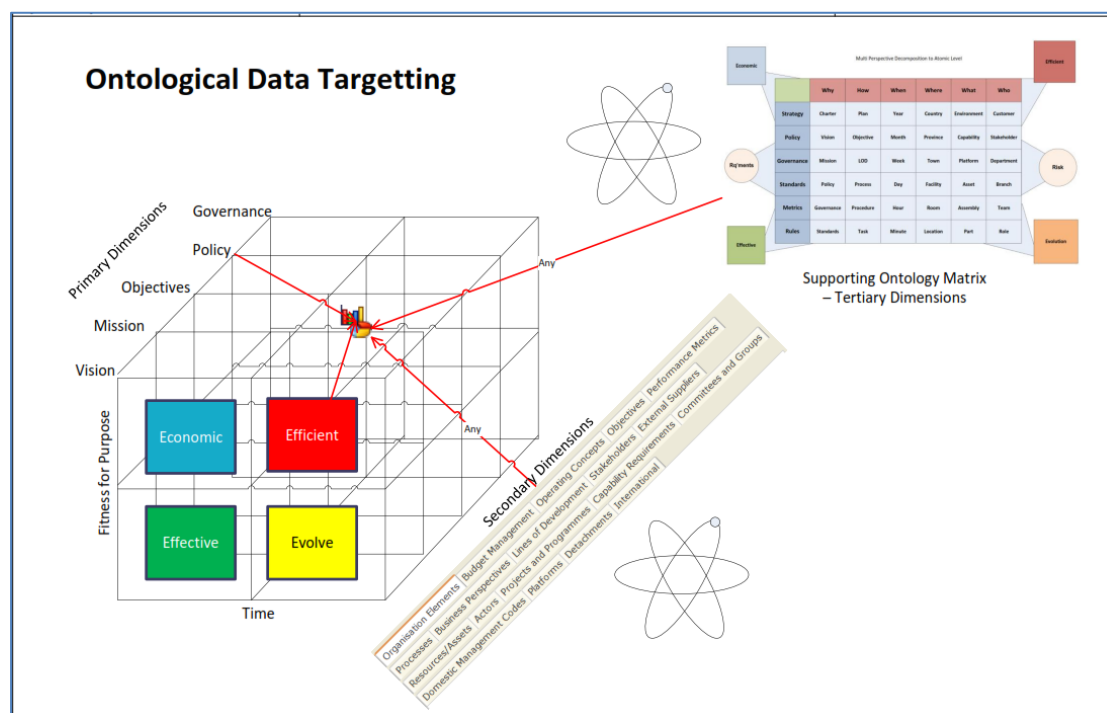 Ontological Data Targetting
Primary Dimensions
Governance
Policy
Objectives
Mission
Vision
Fitness for Purpose
Economic
Efficient
Effective
Evolve
Time
Any
Any
Secondary Dimensions
Organisation Elements Budget Management Operating Concepts Objectives Performance Metrics
Processes Business Perspectives Lines of Development Stakeholders External Suppliers
Resources/Assets Actors Projects and Programmes Capability Requirements Committees and Groups
Domestic Management Codes Platforms Detachments International
Multi Perspective Decomposition to Atomic Level
Economic
Efficient
Why How When Where What Who
Strategy Charter Plan Year Country Environment Customer
Policy Vision Objective Month Province Capability Stakeholder
Governance Mission LOD Week Town Platform Department
Standards Policy Process Day Facility Asset Branch
Metrics Governance Procedure Hour Room Assembly Team
Rules Standards Task Minute Location Part Role
Rq'ments
Risk
Effective
Evolution
Supporting Ontology Matrix
– Tertiary Dimensions